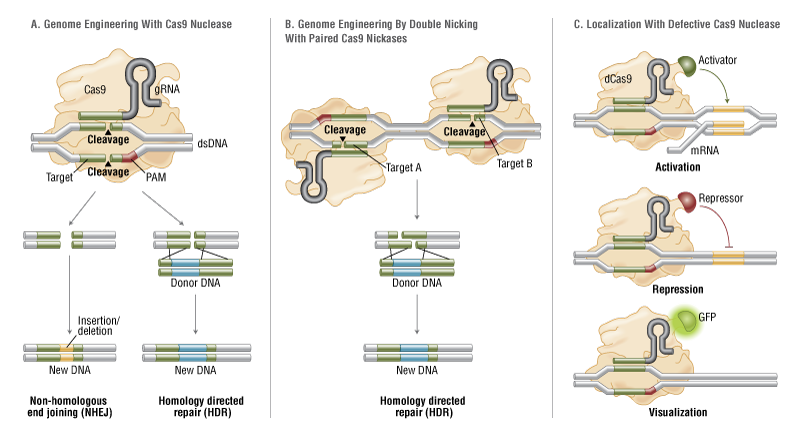 A. Genome Engineering With Cas9 Nuclease
Cas9
gRNA
Cleavage
dsDNA
Cleavage
Target
PAM
Donor DNA
Insertion/
deletion
New DNA
New DNA
Non-homologous
end joining (NHEJ)
Homology directed
repair (HDR)
B. Genome Engineering By Double Nicking
With Paired Cas9 Nickases
Cleavage
Cleavage
Target A
Target B
Donor DNA
New DNA
Homology directed
repair (HDR)
C. Localization With Defective Cas9 Nuclease
Activator
dCas9
mRNA
Activation
Repressor
Repression
GFP
Visualization